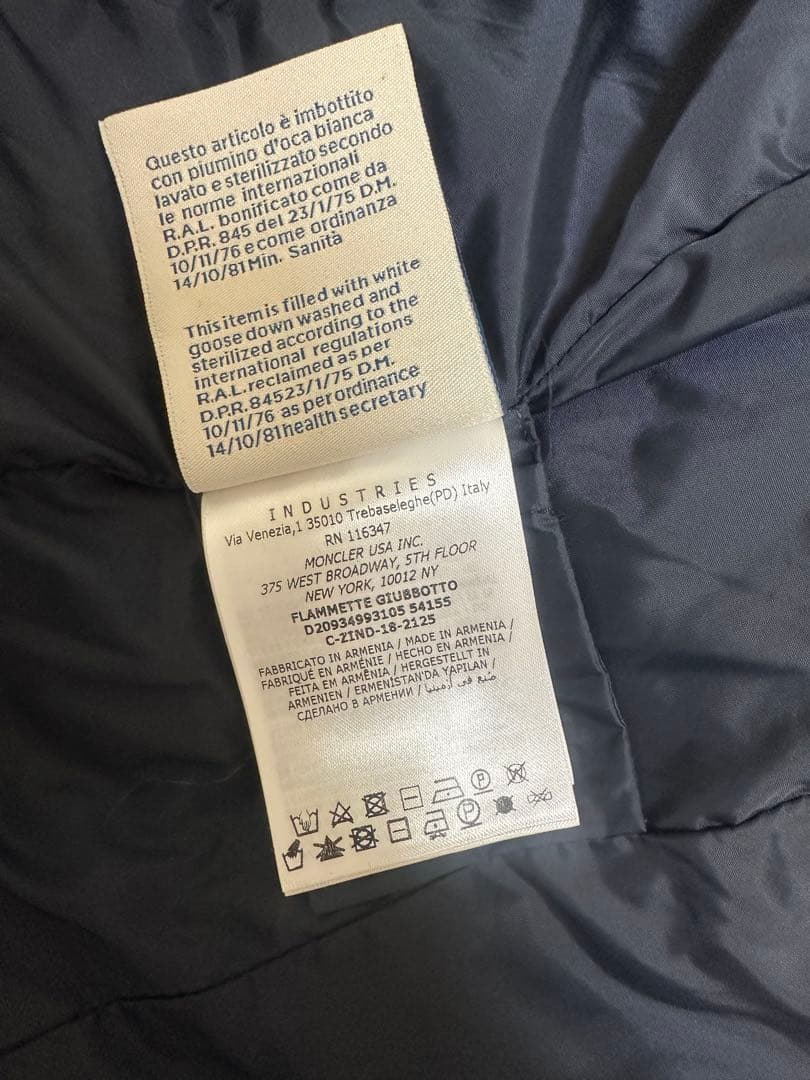 Questo articolo è imbottito
con piumino d'oca bianca
lavato e sterilizzato secondo
le norme internazionali
R.A.L. bonificato come da
D.P.R. 845 del 23/1/75 D.M.
10/11/76 e come ordinanza
14/10/81 Min. Sanità
This item is filled with white
goose down washed and
sterilized according to the
international regulations
R.A.L. reclaimed as per
D.P.R. 84523/1/75 D.M.
10/11/76 as per ordinance
14/10/81 health secretary
INDUSTRIES
Via Venezia,1 35010 Trebaseleghe(PD) Italy
RN 116347
MONCLER USA INC.
375 WEST BROADWAY, 5TH FLOOR
NEW YORK, 10012 NY
FLAMMETTE GIUBBOTTO
D20934993105 54155
C-ZIND-18-2125
FABBRICATO IN ARMENIA / MADE IN ARMENIA /
FABRIQUÉ EN ARMÉNIE / HECHO EN ARMENIA /
FEITA EM ARMÊNIA / HERGESTELLT IN
ARMENIEN / ERMENISTAN'DA YAPILAN /
СДЕЛАНО В АРМЕНИИ / صنع في أرمينيا
P
W
P